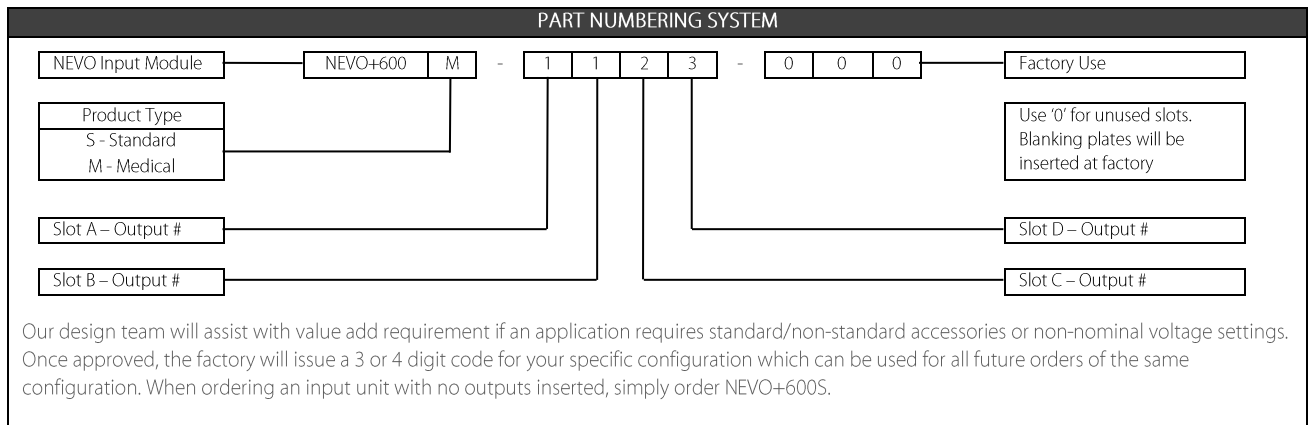 PART NUMBERING SYSTEM
NEVO Input Module NEVO+600 M - 1 1 2 3 - 0 0 0 Factory Use
Product Type
S - Standard
M - Medical
Use ‘0’ for unused slots.
Blanking plates will be
inserted at factory
Slot A – Output #
Slot D – Output #
Slot B – Output #
Slot C – Output #
Our design team will assist with value add requirement if an application requires standard/non-standard accessories or non-nominal voltage settings.
Once approved, the factory will issue a 3 or 4 digit code for your specific configuration which can be used for all future orders of the same
configuration. When ordering an input unit with no outputs inserted, simply order NEVO+600S.